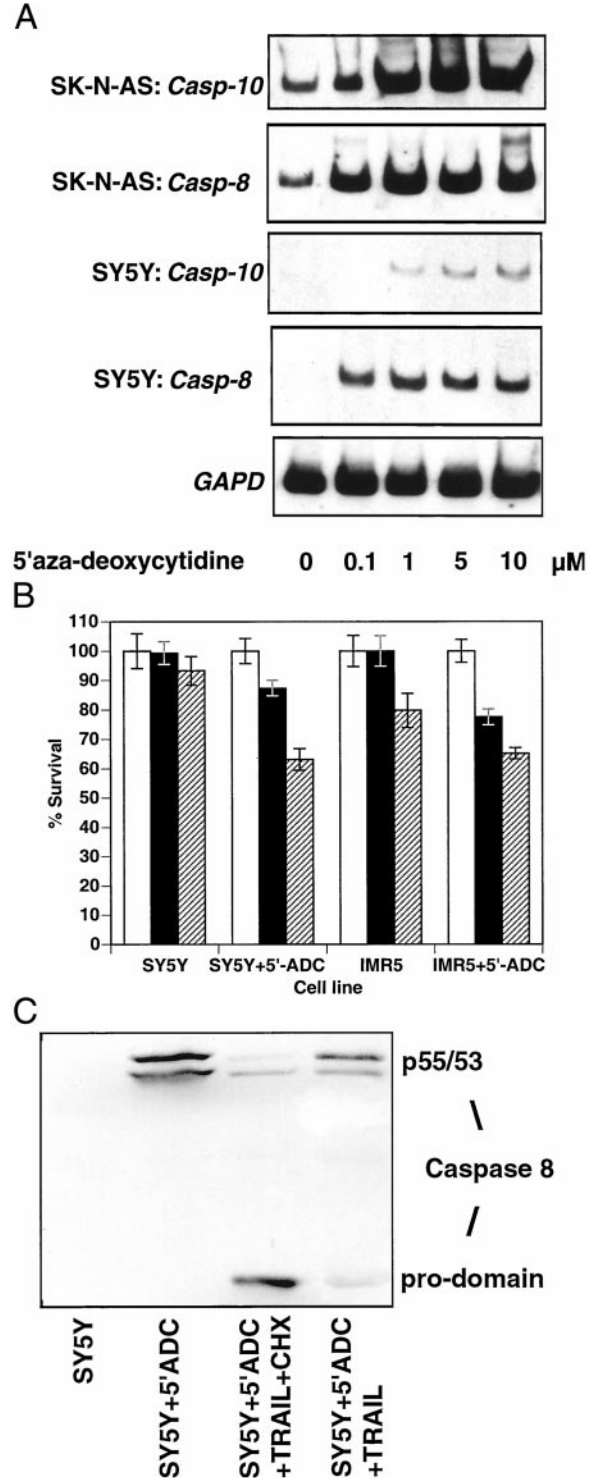 A
SK-N-AS: Casp-10
SK-N-AS: Casp-8
SY5Y: Casp-10
SY5Y: Casp-8
GAPD
5'aza-deoxycytidine 0 0.1 1 5 10 µM
B
110
100
90
80
70
60
50
40
30
20
10
0
% Survival
SY5Y SY5Y+5'-ADC IMR5 IMR5+5'-ADC
Cell line
C
p55/53
Caspase 8
pro-domain
SY5Y
SY5Y+5'ADC
SY5Y+5'ADC
+TRAIL+CHX
SY5Y+5'ADC
+TRAIL